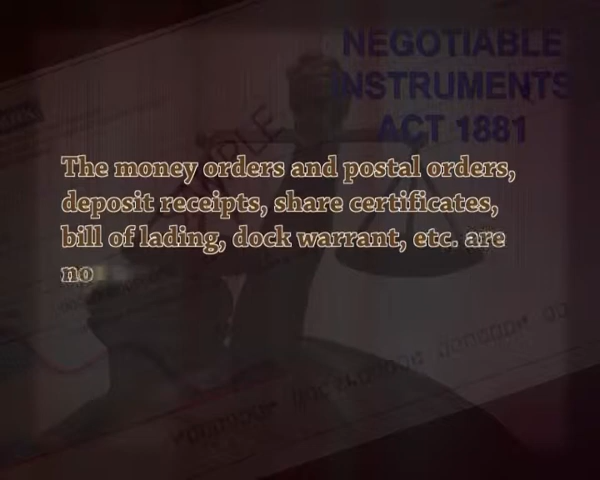 NEGOTIABLE
INSTRUMENTS
ACT 1881
SAMPLE
The money orders and postal orders,
deposit receipts, share certificates,
bill of lading, dock warrant, etc. are
no